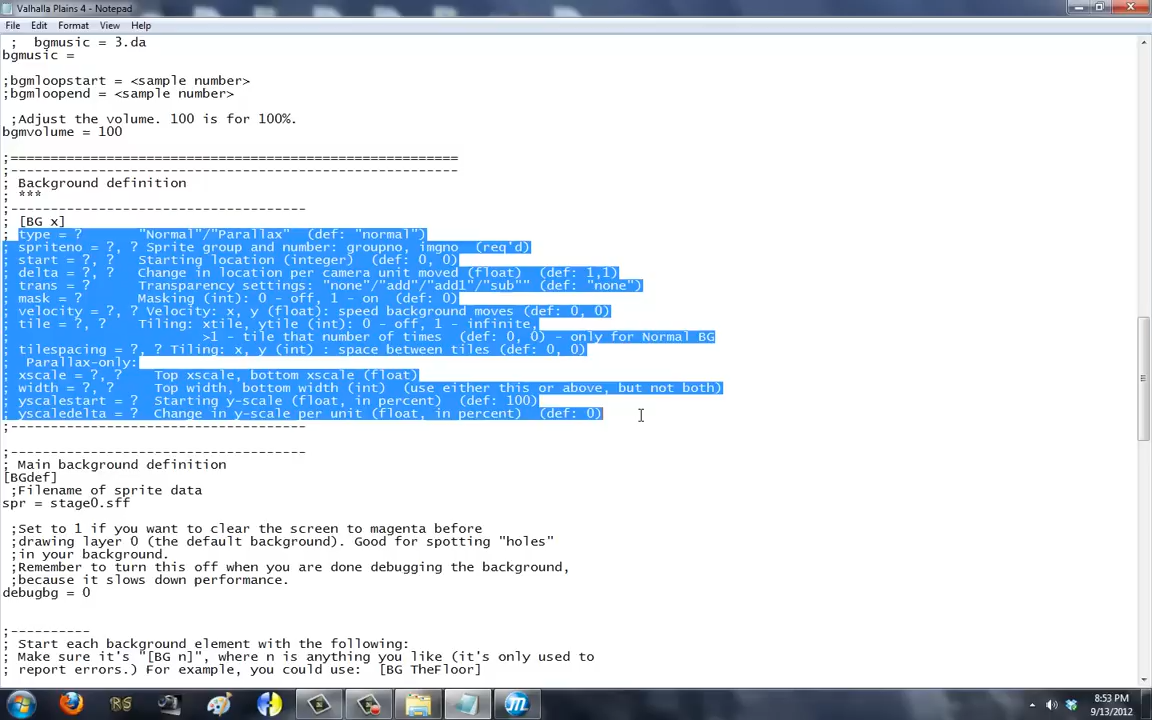 Valhalla Plains 4 - Notepad
File Edit Format View Help
;  bgmusic = 3.da
bgmusic =
;bgmloopstart = <sample number>
;bgmloopend = <sample number>
;Adjust the volume. 100 is for 100%.
bgmvolume = 100
;========================================================
;--------------------------------------------------------
; Background definition
; ***
;-------------------------------------
; [BG x]
; type = ?       "Normal"/"Parallax"  (def: "normal")
; spriteno = ?, ? Sprite group and number: groupno, imgno  (req'd)
; start = ?, ?   Starting location (integer)  (def: 0, 0)
; delta = ?, ?   Change in location per camera unit moved (float)  (def: 1,1)
; trans = ?      Transparency settings: "none"/"add"/"add1"/"sub"" (def: "none")
; mask = ?       Masking (int): 0 - off, 1 - on  (def: 0)
; velocity = ?, ? Velocity: x, y (float): speed background moves (def: 0, 0)
; tile = ?, ?    Tiling: xtile, ytile (int): 0 - off, 1 - infinite,
;                        >1 - tile that number of times  (def: 0, 0) - only for Normal BG
; tilespacing = ?, ? Tiling: x, y (int) : space between tiles (def: 0, 0)
;  Parallax-only:
; xscale = ?, ?    Top xscale, bottom xscale (float)
; width = ?, ?     Top width, bottom width (int)  (use either this or above, but not both)
; yscalestart = ?  Starting y-scale (float, in percent)  (def: 100)
; yscaledelta = ?  Change in y-scale per unit (float, in percent)  (def: 0)
;-------------------------------------
;-------------------------------------
; Main background definition
[BGdef]
;Filename of sprite data
spr = stage0.sff
;Set to 1 if you want to clear the screen to magenta before
;drawing layer 0 (the default background). Good for spotting "holes"
;in your background.
;Remember to turn this off when you are done debugging the background,
;because it slows down performance.
debugbg = 0
;----------
; Start each background element with the following:
; Make sure it's "[BG n]", where n is anything you like (it's only used to
; report errors.) For example, you could use:  [BG TheFloor]
8:53 PM
9/13/2012